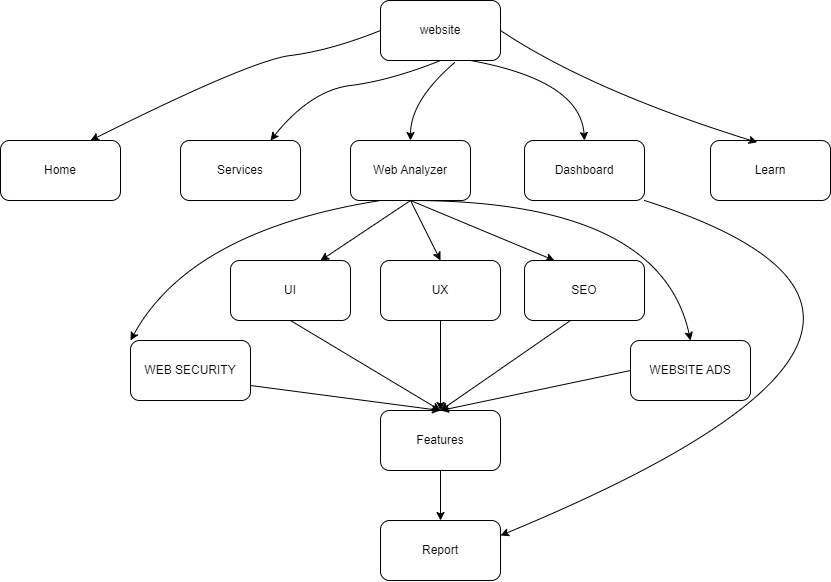 website
Home
Services
Web Analyzer
Dashboard
Learn
UI
UX
SEO
WEB SECURITY
WEBSITE ADS
Features
Report